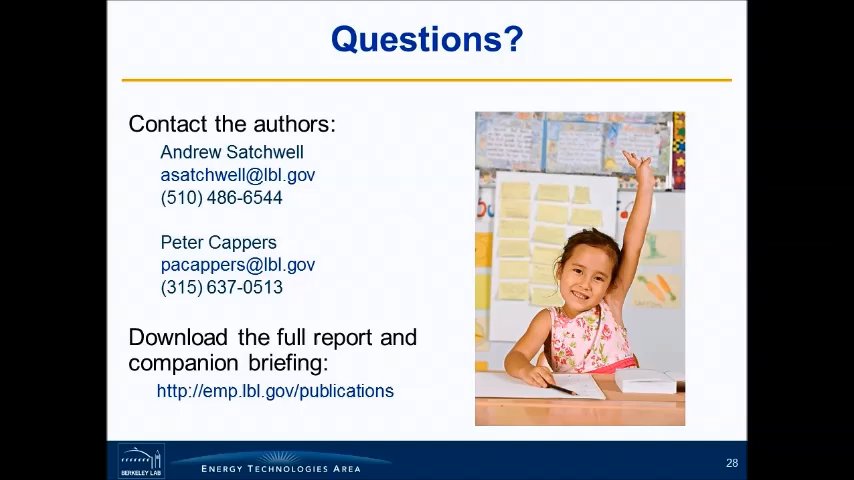 Questions?
Contact the authors:
Andrew Satchwell
asatchwell@lbl.gov
(510) 486-6544
Peter Cappers
pacappers@lbl.gov
(315) 637-0513
Download the full report and
companion briefing:
http://emp.lbl.gov/publications
BERKELEY LAB
ENERGY TECHNOLOGIES AREA
28